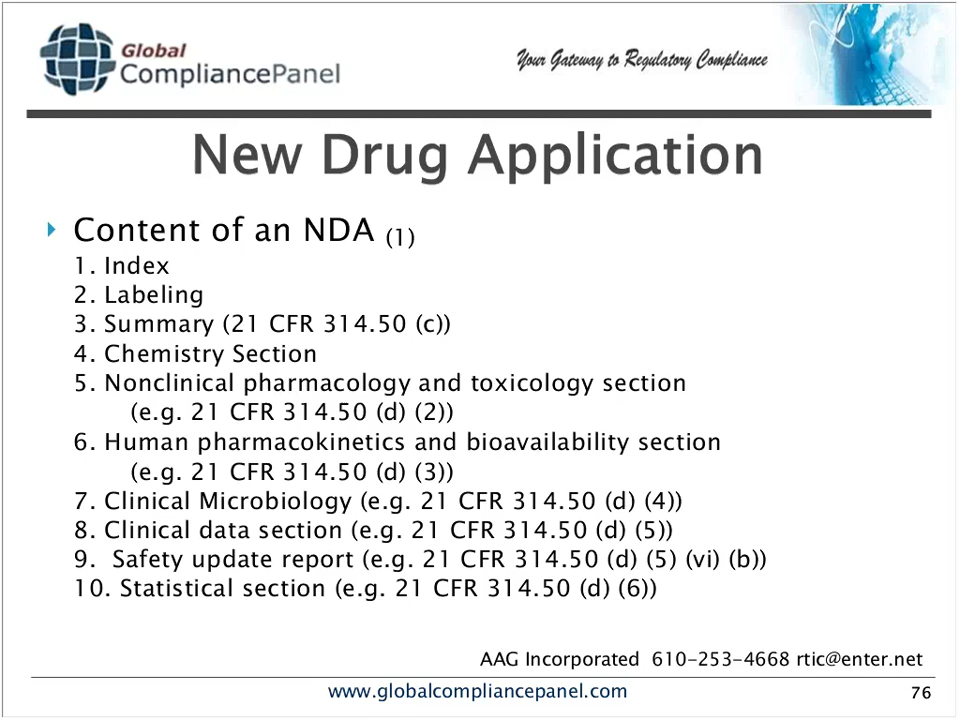 Global
CompliancePanel
Your Gateway to Regulatory Compliance
New Drug Application
Content of an NDA (1)
1. Index
2. Labeling
3. Summary (21 CFR 314.50 (c))
4. Chemistry Section
5. Nonclinical pharmacology and toxicology section
(e.g. 21 CFR 314.50 (d) (2))
6. Human pharmacokinetics and bioavailability section
(e.g. 21 CFR 314.50 (d) (3))
7. Clinical Microbiology (e.g. 21 CFR 314.50 (d) (4))
8. Clinical data section (e.g. 21 CFR 314.50 (d) (5))
9. Safety update report (e.g. 21 CFR 314.50 (d) (5) (vi) (b))
10. Statistical section (e.g. 21 CFR 314.50 (d) (6))
AAG Incorporated 610-253-4668 rtic@enter.net
www.globalcompliancepanel.com
76